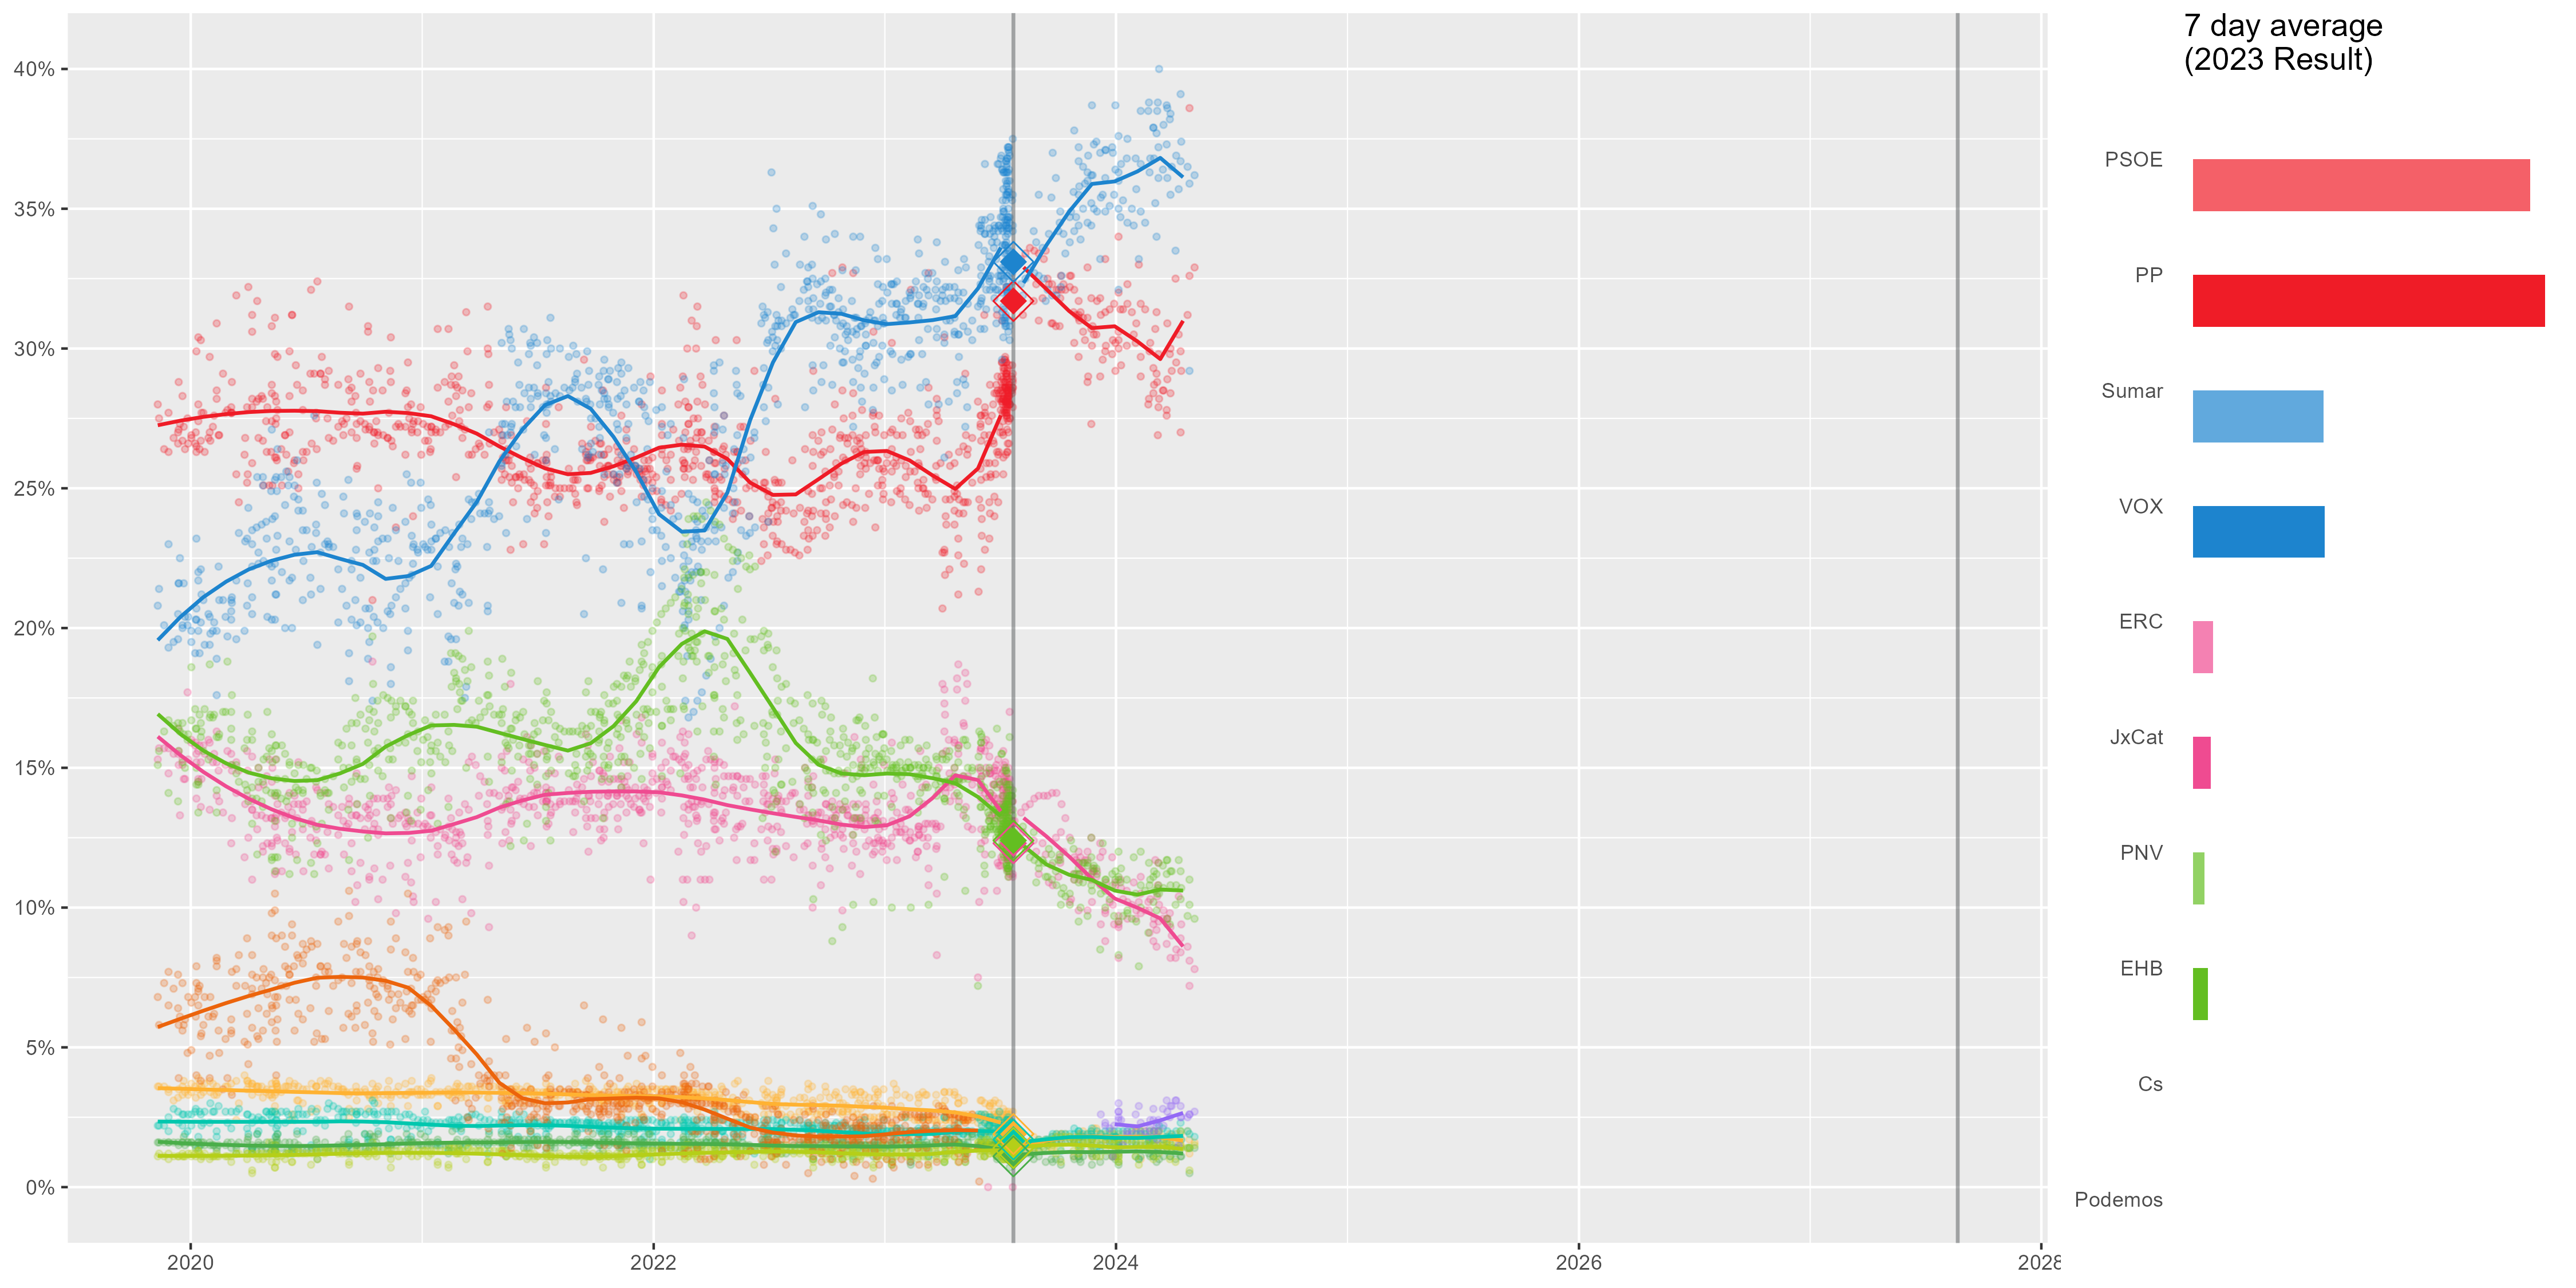 7 day average
(2023 Result)
40%
35%
30%
25%
20%
15%
10%
5%
0%
2020
2022
2024
2026
2028
PSOE
PP
Sumar
VOX
ERC
JxCat
PNV
EHB
Cs
Podemos